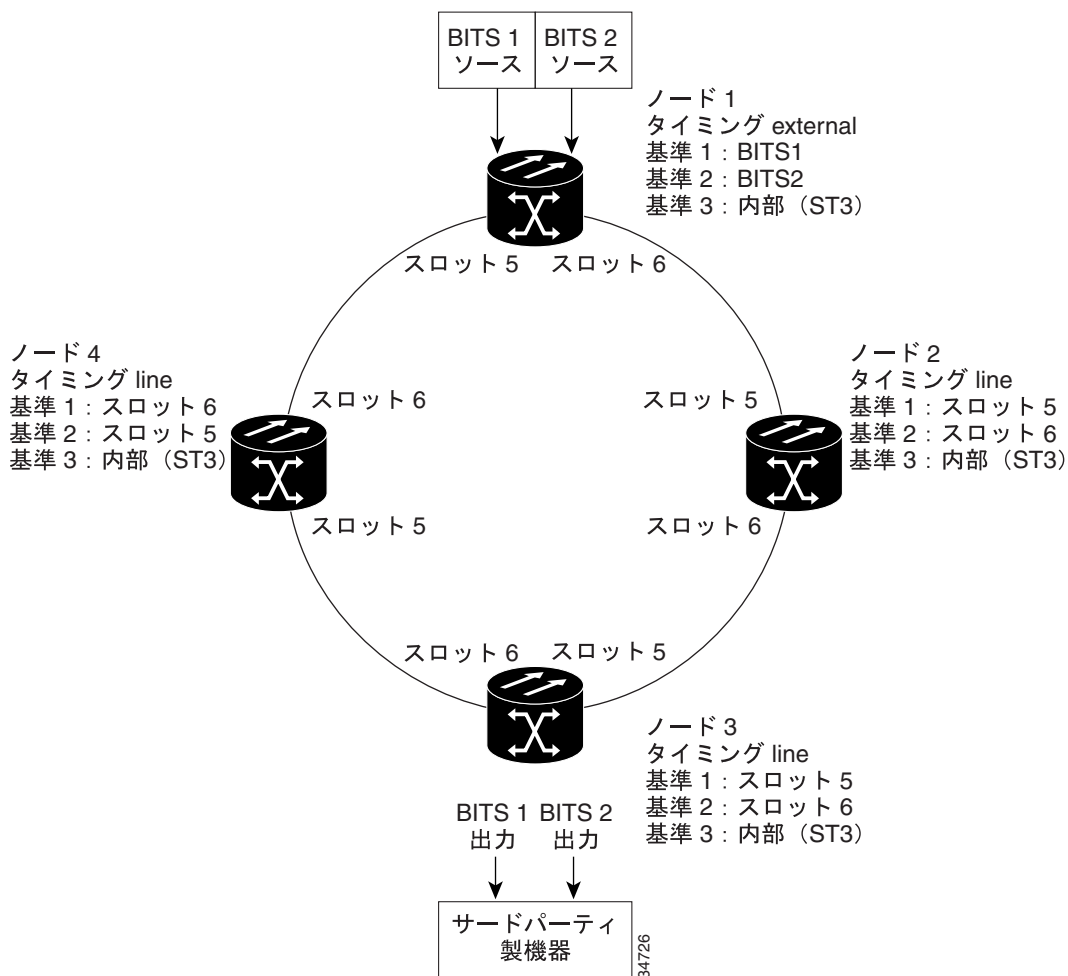 BITS 1
ソース
BITS 2
ソース
ノード 1
タイミング external
基準 1:BITS1
基準 2:BITS2
基準 3:内部(ST3)
スロット 5
スロット 6
ノード 4
タイミング line
基準 1:スロット 6
基準 2:スロット 5
基準 3:内部(ST3)
スロット 6
スロット 5
ノード 2
タイミング line
基準 1:スロット 5
基準 2:スロット 6
基準 3:内部(ST3)
スロット 5
スロット 6
スロット 6
スロット 5
ノード 3
タイミング line
基準 1:スロット 5
基準 2:スロット 6
基準 3:内部(ST3)
BITS 1
出力
BITS 2
出力
サードパーティ
製機器
34726